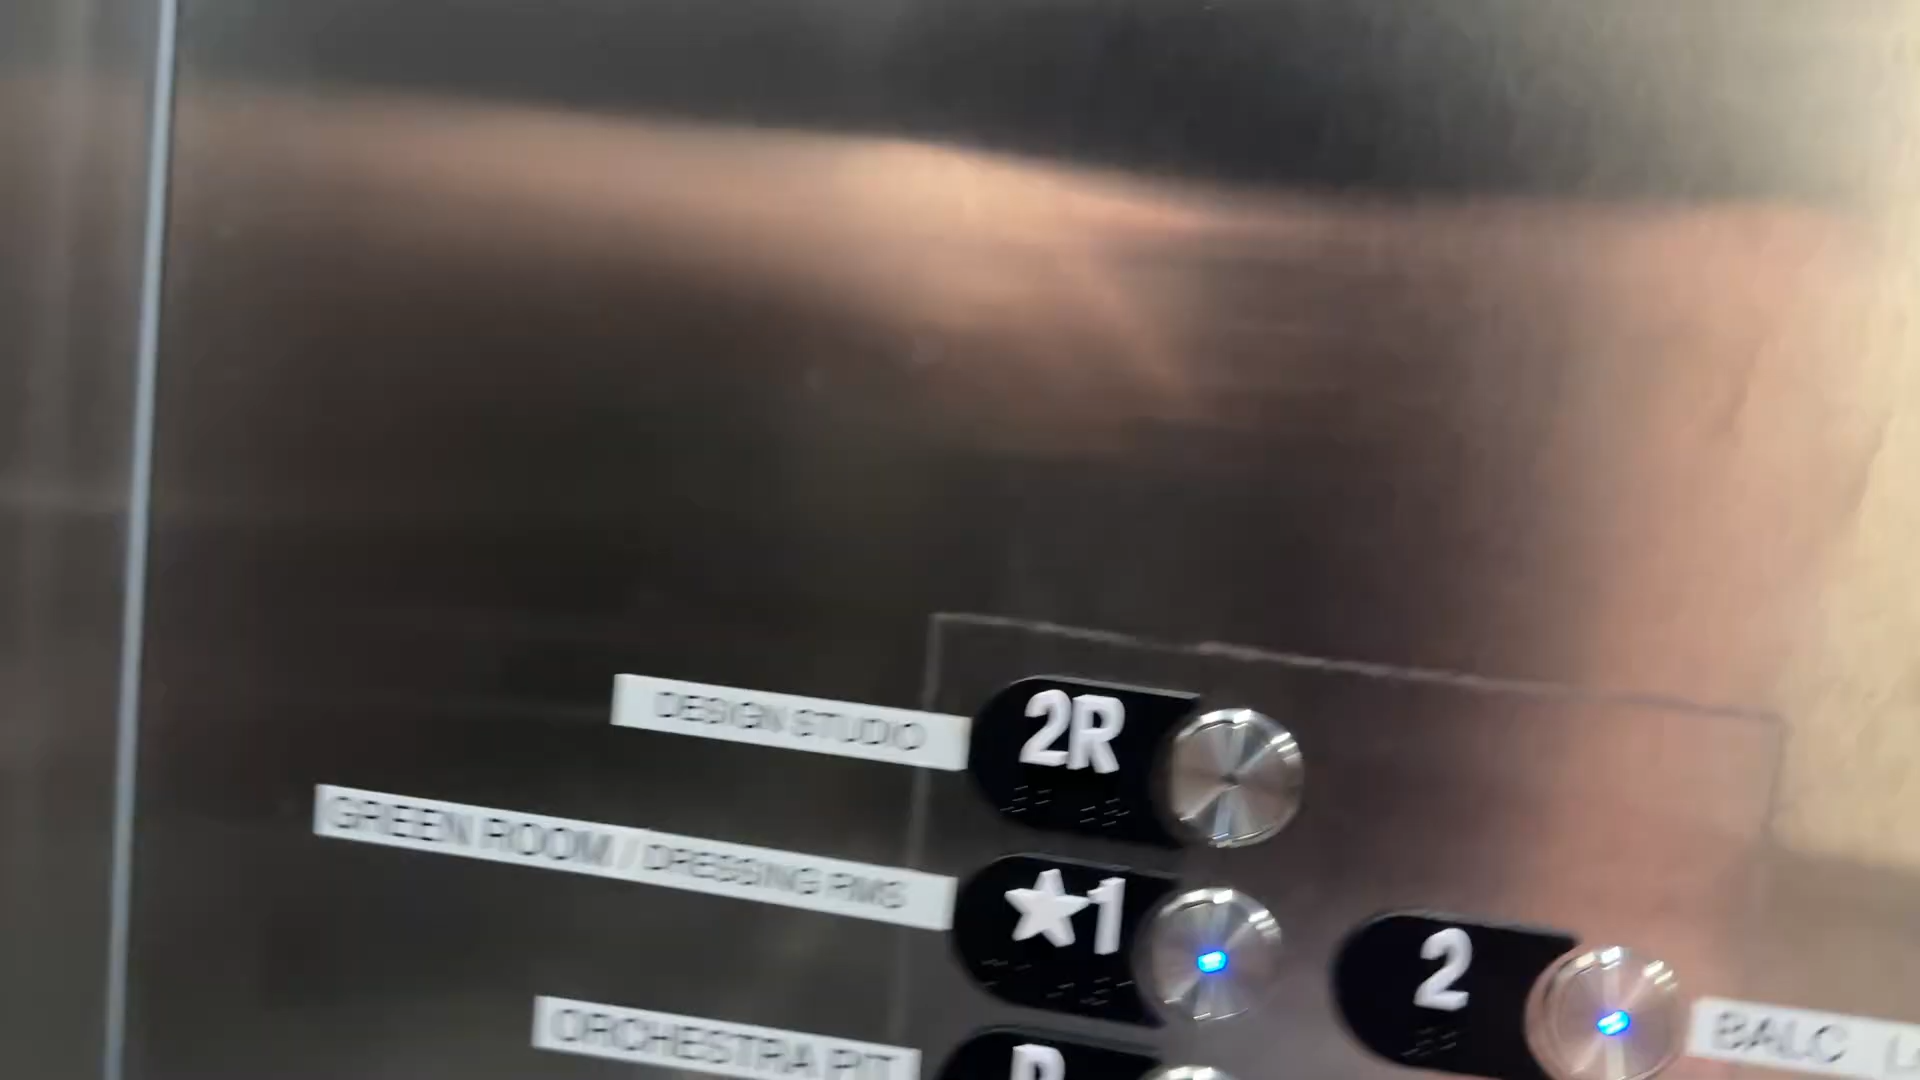 DESIGN STUDIO 2R
GREEN ROOM / DRESSING RMS ★1
2 BALC
ORCHESTRA PIT